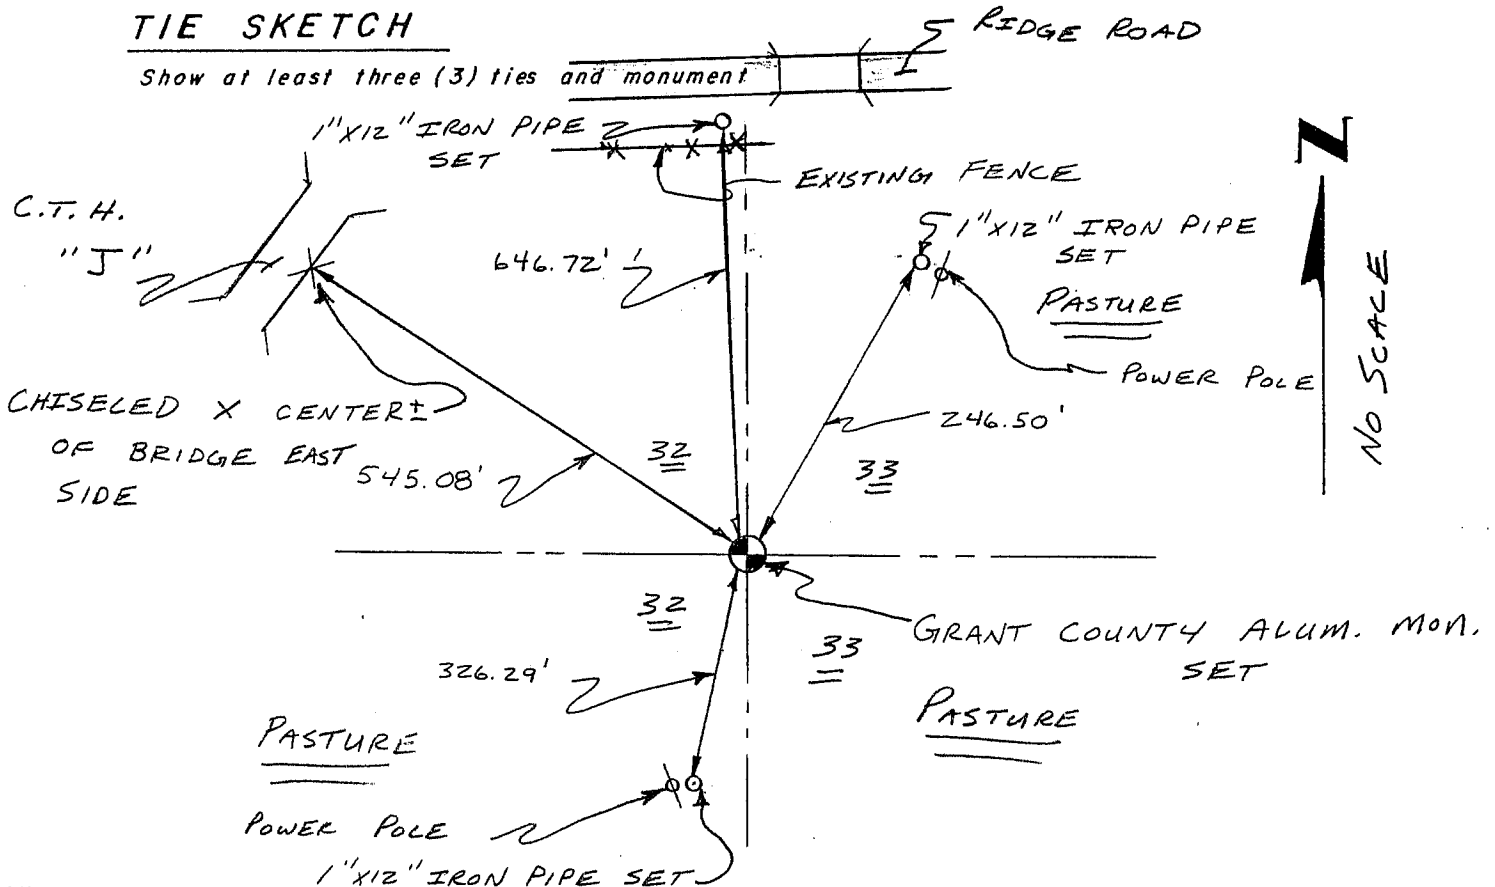 TIE SKETCH
Show at least three (3) ties and monument
RIDGE ROAD
1"X12" IRON PIPE
SET
EXISTING FENCE
C.T.H.
"J"
646.72'
1"X12" IRON PIPE
SET
PASTURE
POWER POLE
N
NO SCALE
CHISELED X CENTER±
OF BRIDGE EAST
SIDE
545.08'
32
246.50'
33
32
33
GRANT COUNTY ALUM. MON.
SET
326.29'
PASTURE
PASTURE
POWER POLE
1"X12" IRON PIPE SET